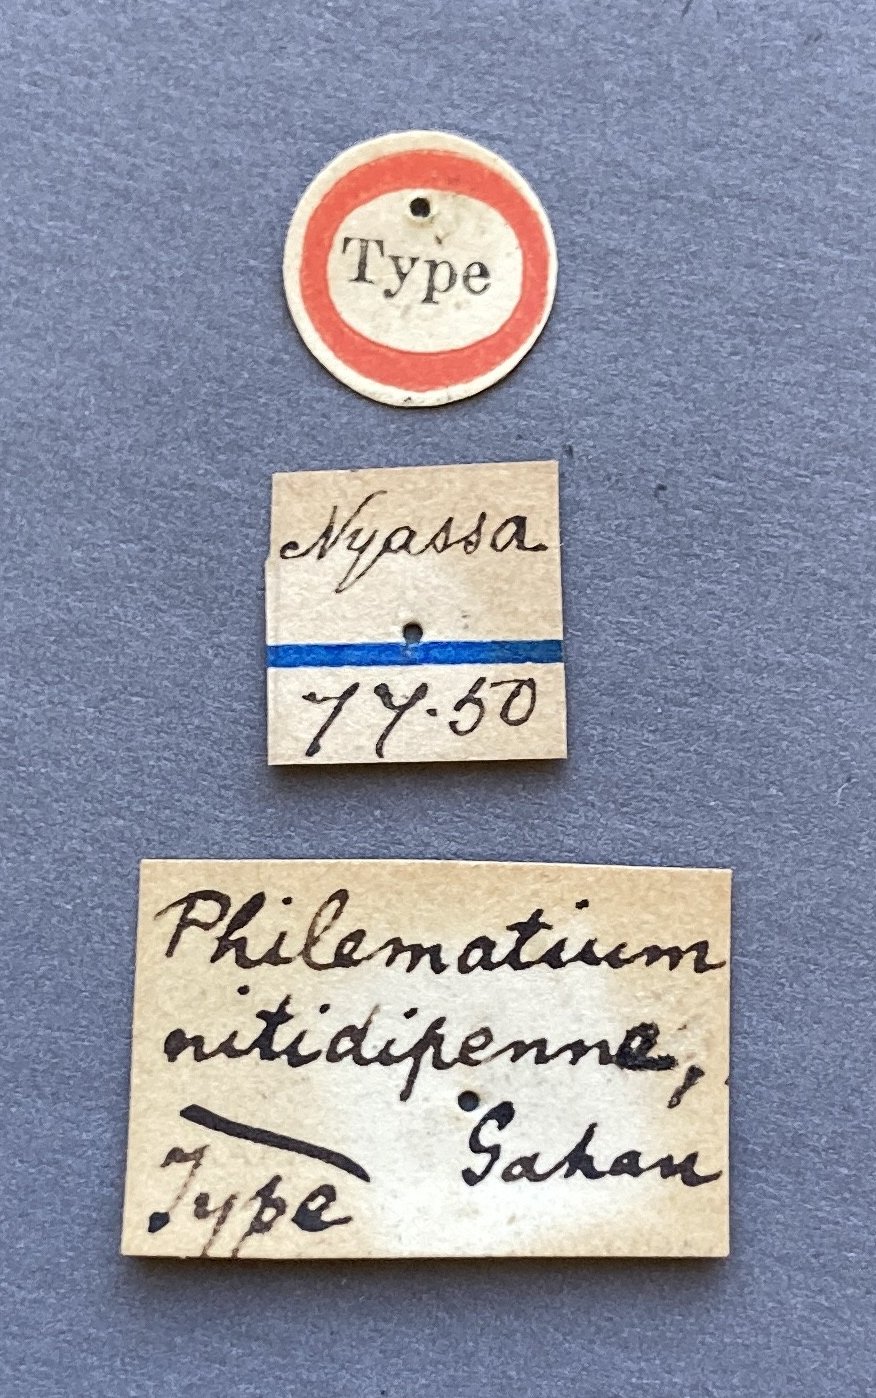 Type
Nyassa
77·50
Philematium
nitidipenne,
Gahan
Type